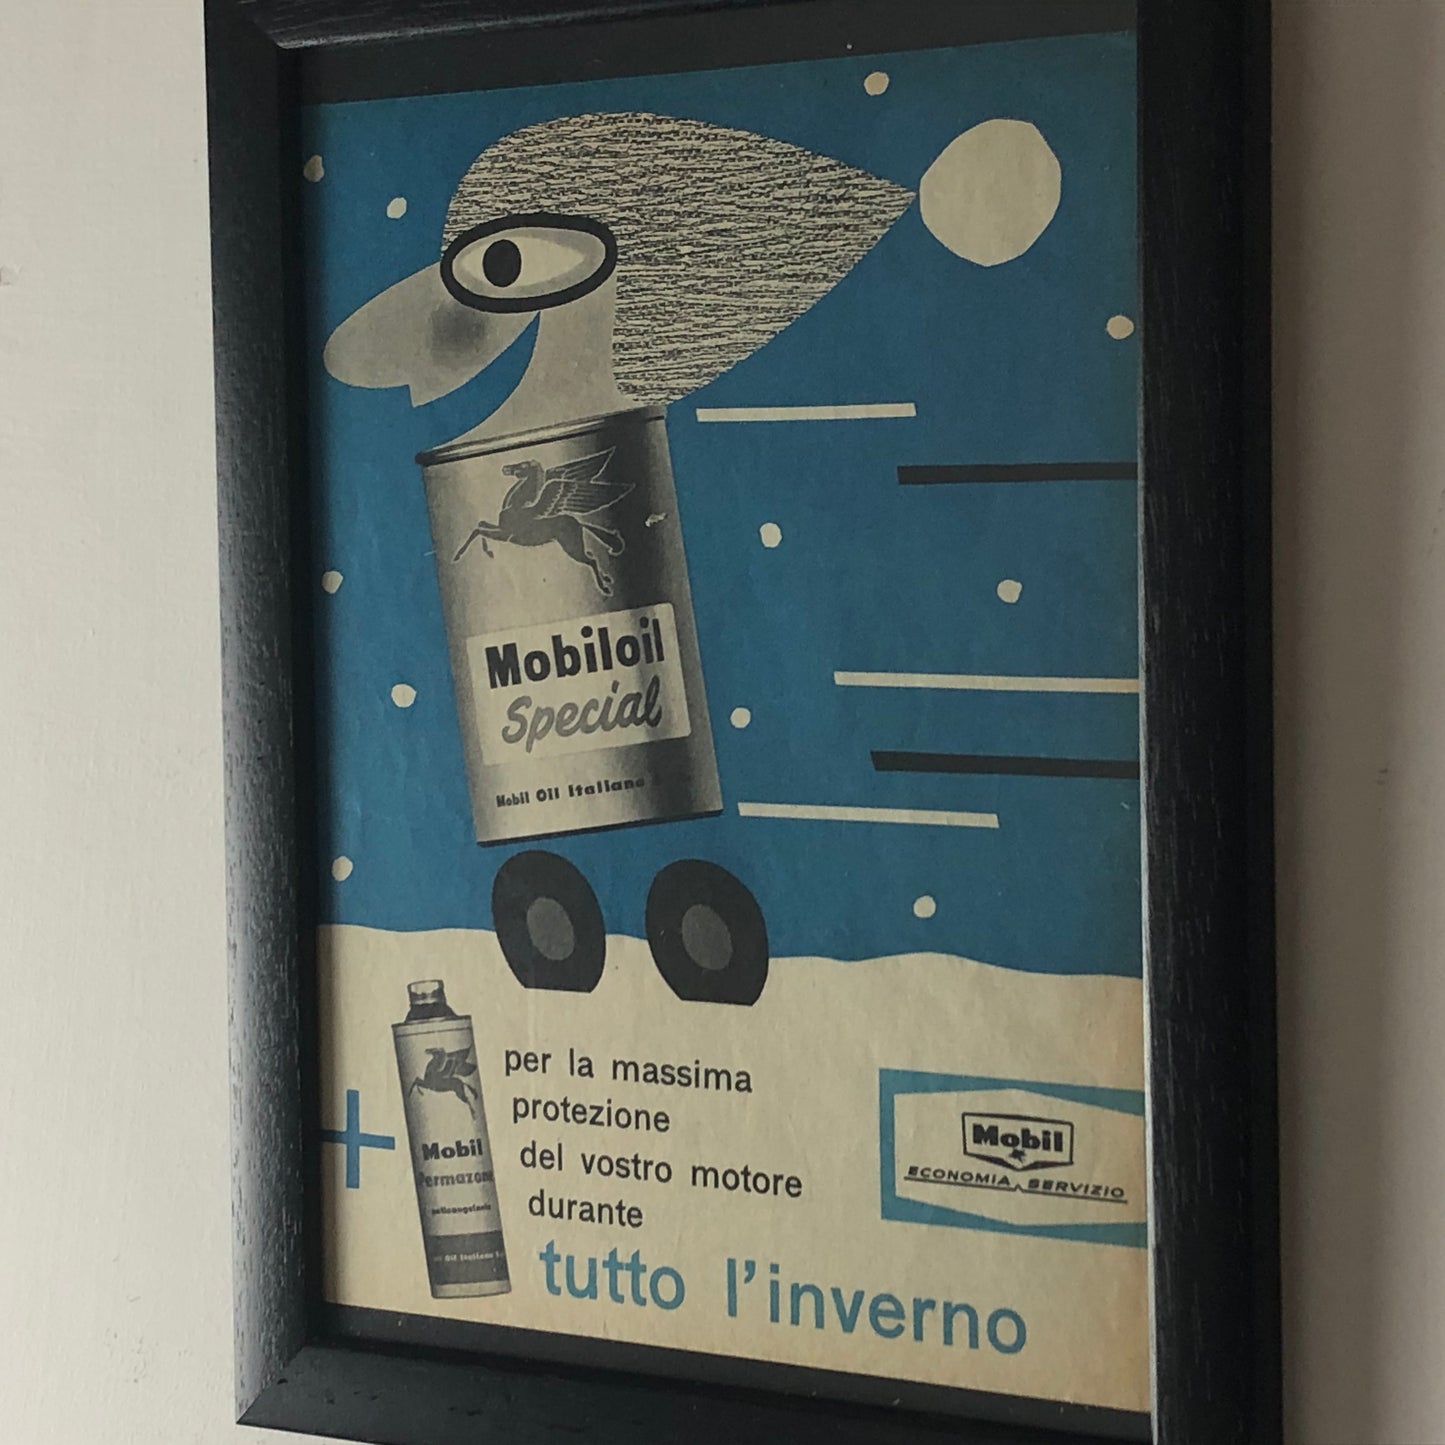 Mobiloil
Special
Mobil Oil Italiana
Mobil
Permazone
per la massima
protezione
del vostro motore
durante
tutto l'inverno
Mobil
ECONOMIA SERVIZIO